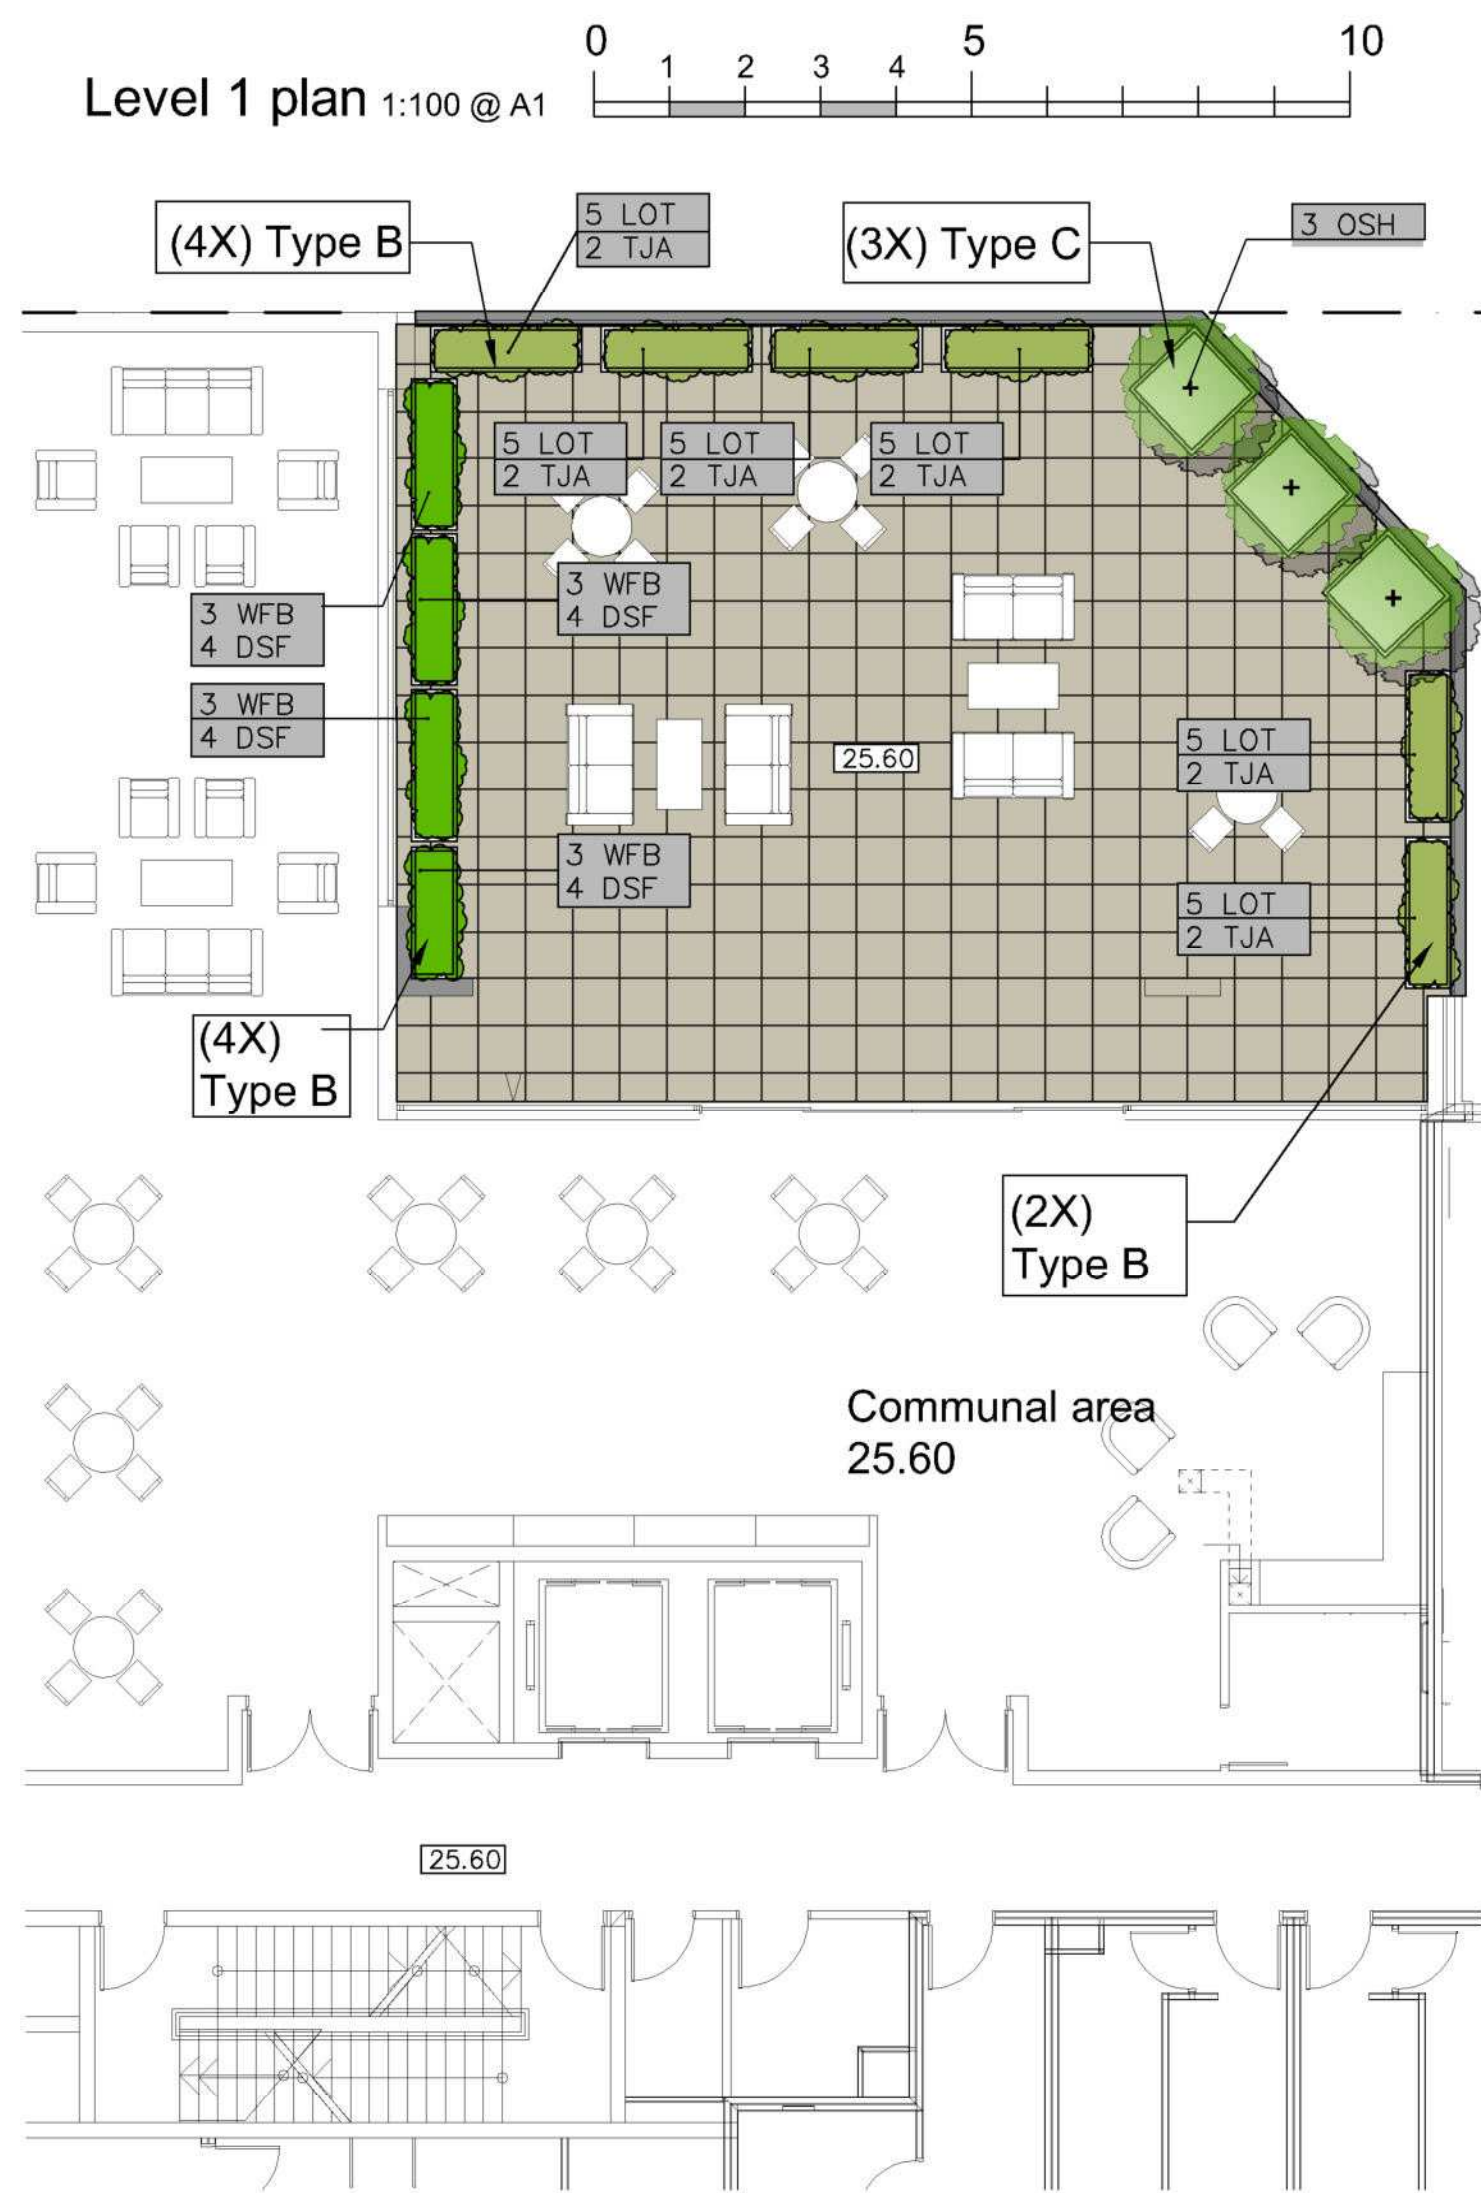 0 5 10
1 2 3 4
Level 1 plan 1:100 @ A1
5 LOT
2 TJA
(4X) Type B
(3X) Type C
3 OSH
5 LOT
2 TJA
5 LOT
2 TJA
5 LOT
2 TJA
3 WFB
4 DSF
3 WFB
4 DSF
3 WFB
4 DSF
25.60
5 LOT
2 TJA
3 WFB
4 DSF
5 LOT
2 TJA
(4X)
Type B
(2X)
Type B
Communal area
25.60
25.60